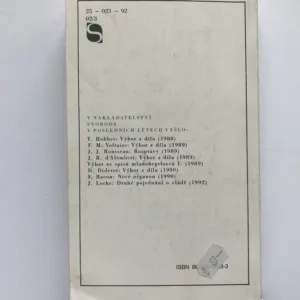 25 - 023 - 92
02/3
S
V NAKLADATELSTVÍ
SVOBODA
V POSLEDNÍCH LETECH VYŠLO:
T. Hobbes: Výbor z díla (1988)
F. M. Voltaire: Výbor z díla (1989)
J. J. Rousseau: Rozpravy (1989)
J. R. d'Alembert: Výbor z díla (1989)
Výbor ze spisů mladohegelovců I. (1989)
D. Diderot: Výbor z díla (1990)
F. Bacon: Nové organon (1990)
J. Locke: Druhé pojednání o vládě (1992)
ISBN 80